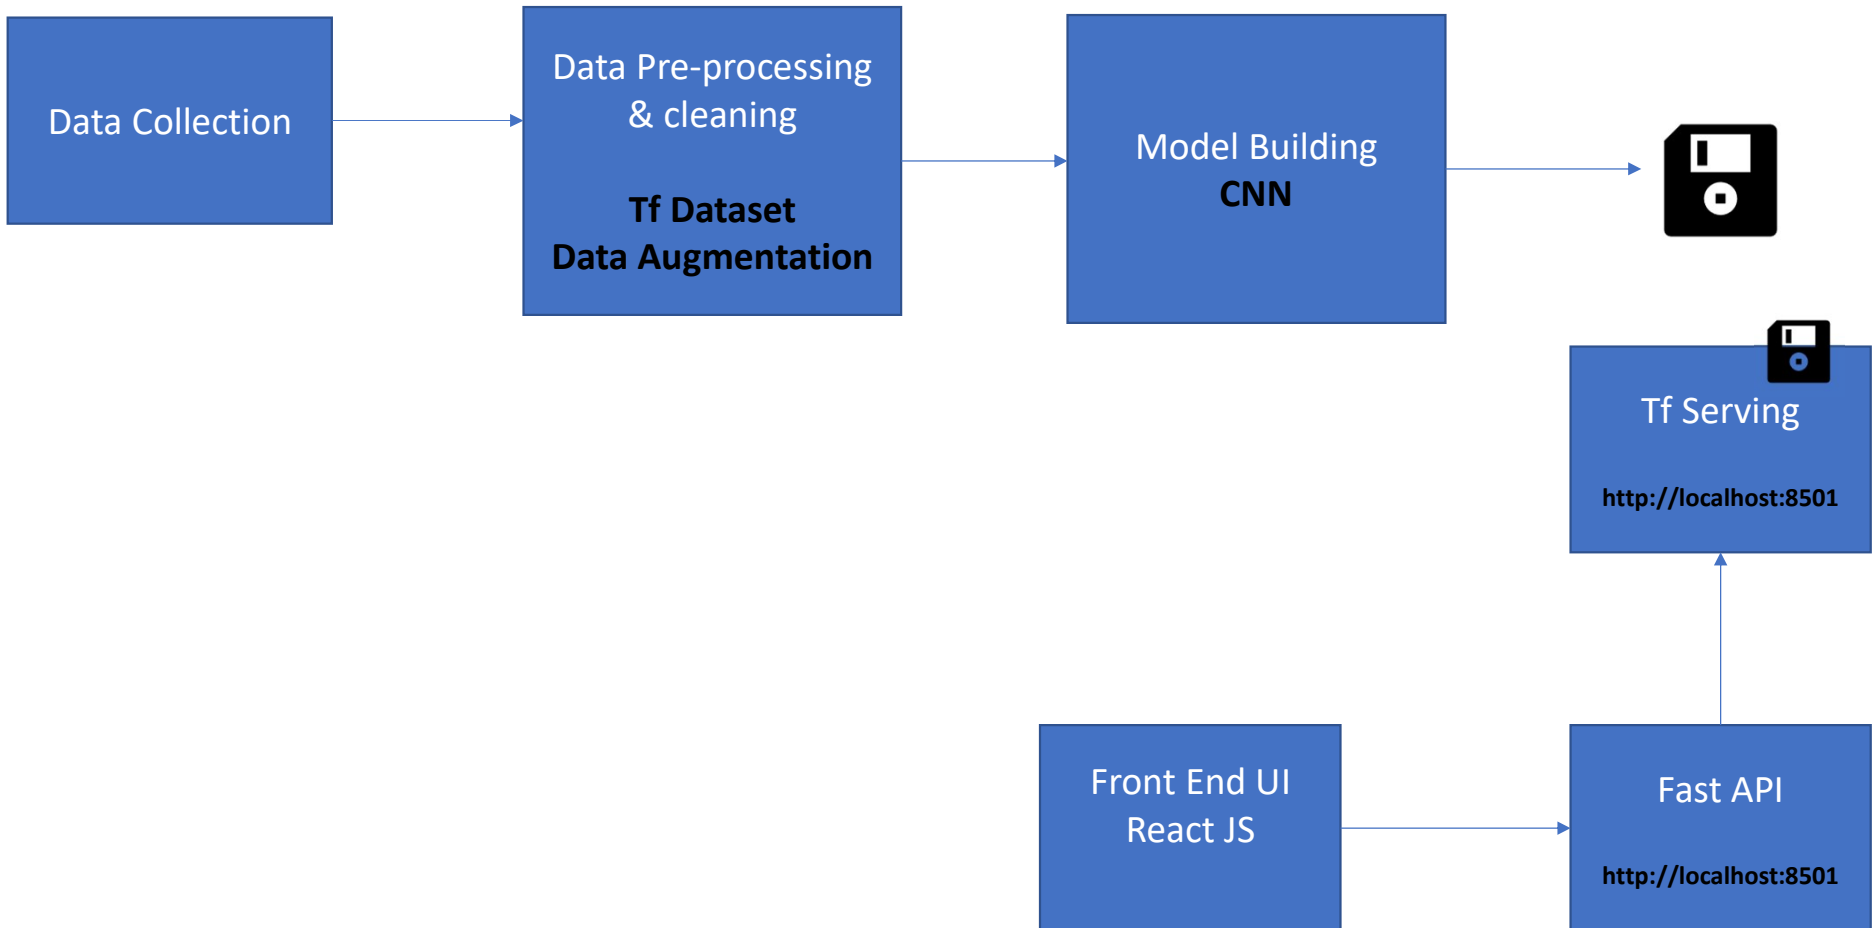 Data Collection
Data Pre-processing
& cleaning
Tf Dataset
Data Augmentation
Model Building
CNN
Tf Serving
http://localhost:8501
Front End UI
React JS
Fast API
http://localhost:8501